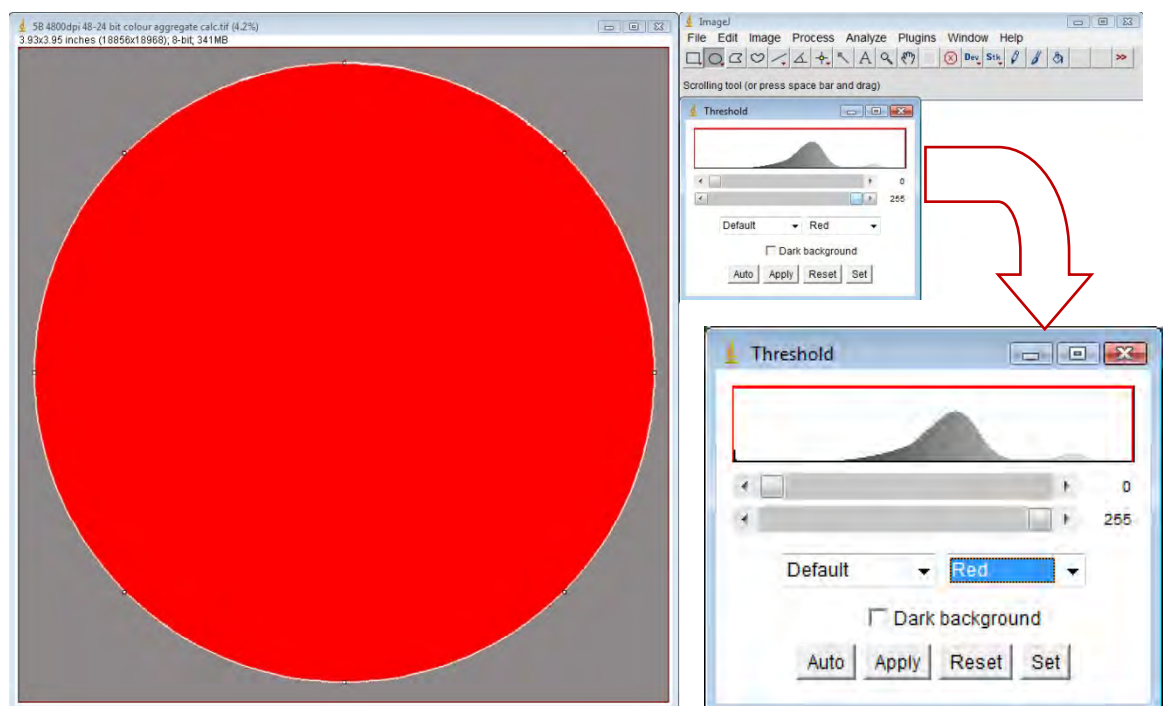 5B 4800dpi 48-24 bit colour aggregate calc.tif (4.2%)
3.93x3.95 inches (18856x18968); 8-bit; 341MB
ImageJ
File Edit Image Process Analyze Plugins Window Help
A Dev Stk >>
Scrolling tool (or press space bar and drag)
Threshold
0
255
Default Red
Dark background
Auto Apply Reset Set
Threshold
0
255
Default Red
Dark background
Auto Apply Reset Set